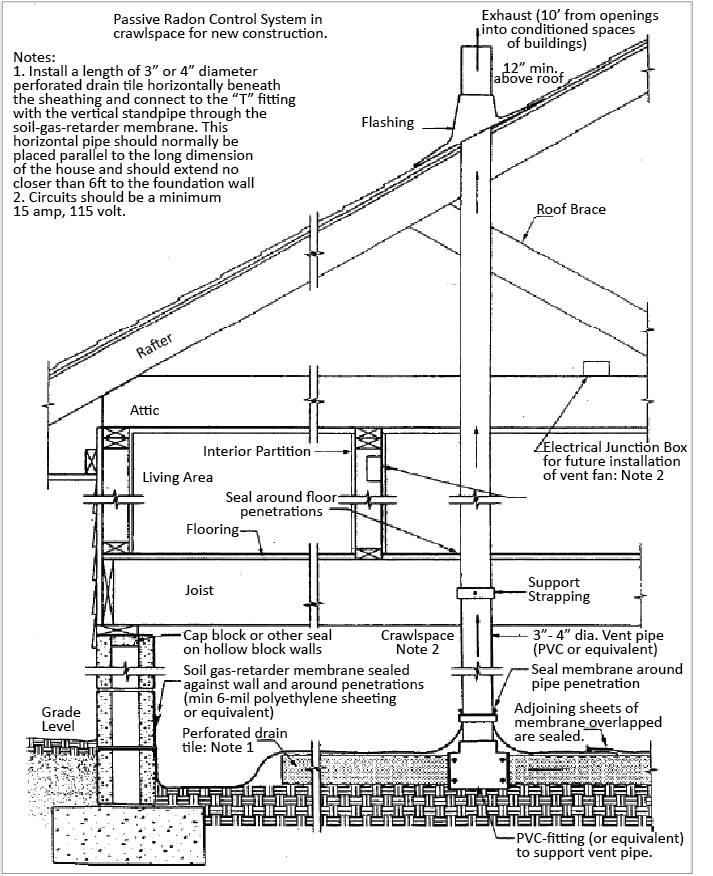 Passive Radon Control System in
crawlspace for new construction.
Exhaust (10' from openings
into conditioned spaces
of buildings)
Notes:
1. Install a length of 3" or 4" diameter
perforated drain tile horizontally beneath
the sheathing and connect to the "T" fitting
with the vertical standpipe through the
soil-gas-retarder membrane. This
horizontal pipe should normally be
placed parallel to the long dimension
of the house and should extend no
closer than 6ft to the foundation wall
2. Circuits should be a minimum
15 amp, 115 volt.
12" min.
above roof
Flashing
Roof Brace
Rafter
Attic
Interior Partition
Electrical Junction Box
for future installation
of vent fan: Note 2
Living Area
Seal around floor
penetrations
Flooring
Joist
Support
Strapping
Cap block or other seal
on hollow block walls
Crawlspace
Note 2
3"- 4" dia. Vent pipe
(PVC or equivalent)
Soil gas-retarder membrane sealed
against wall and around penetrations
(min 6-mil polyethylene sheeting
or equivalent)
Seal membrane around
pipe penetration
Grade
Level
Adjoining sheets of
membrane overlapped
are sealed.
Perforated drain
tile: Note 1
PVC-fitting (or equivalent)
to support vent pipe.